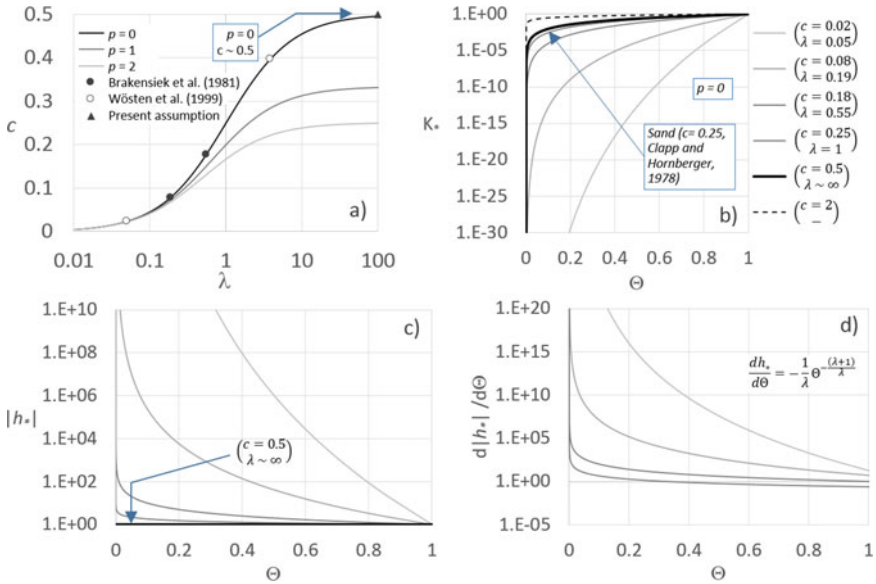 0.5
0.4
0.3
0.2
0.1
0
c
0.01
0.1
1
10
100
λ
p = 0
p = 1
p = 2
Brakensiek et al. (1981)
Wösten et al. (1999)
Present assumption
p = 0
c ~ 0.5
a)
1.E+00
1.E-05
1.E-10
1.E-15
1.E-20
1.E-25
1.E-30
K*
0
0.2
0.4
0.6
0.8
1
Θ
p = 0
Sand (c= 0.25,
Clapp and
Hornberger,
1978)
b)
(c = 0.02
λ = 0.05)
(c = 0.08
λ = 0.19)
(c = 0.18
λ = 0.55)
(c = 0.25
λ = 1)
(c = 0.5
λ ~ ∞)
(c = 2
–)
1.E+10
1.E+08
1.E+06
1.E+04
1.E+02
1.E+00
|h*|
0
0.2
0.4
0.6
0.8
1
Θ
(c = 0.5
λ ~ ∞)
c)
1.E+20
1.E+15
1.E+10
1.E+05
1.E+00
1.E-05
d|h*|/dΘ
0
0.2
0.4
0.6
0.8
1
Θ
d)
dh*/dΘ = −1/λ Θ^−(λ+1)/λ